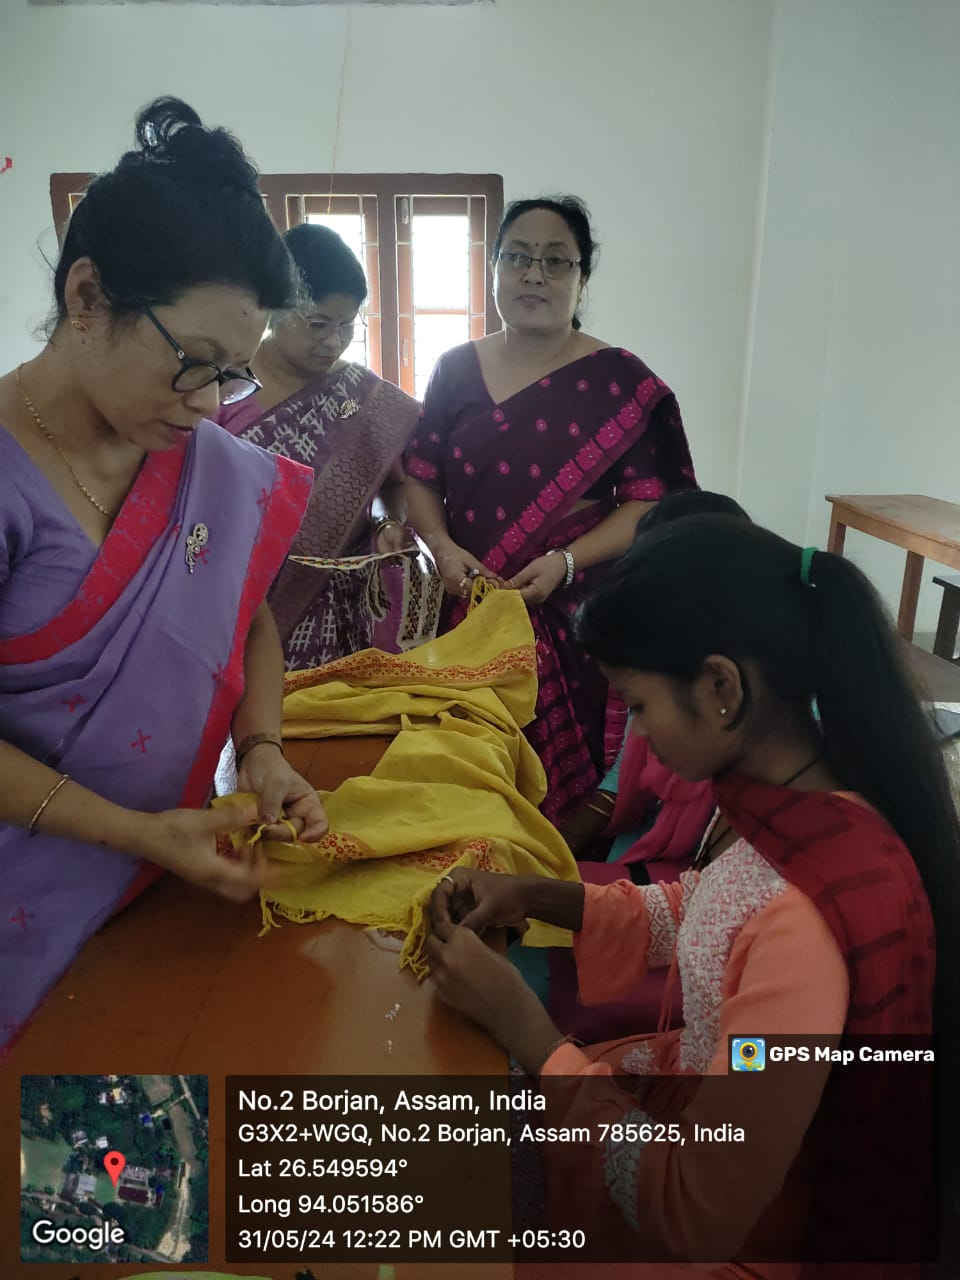 GPS Map Camera
No.2 Borjan, Assam, India
G3X2+WGQ, No.2 Borjan, Assam 785625, India
Lat 26.549594°
Long 94.051586°
31/05/24 12:22 PM GMT +05:30
Google